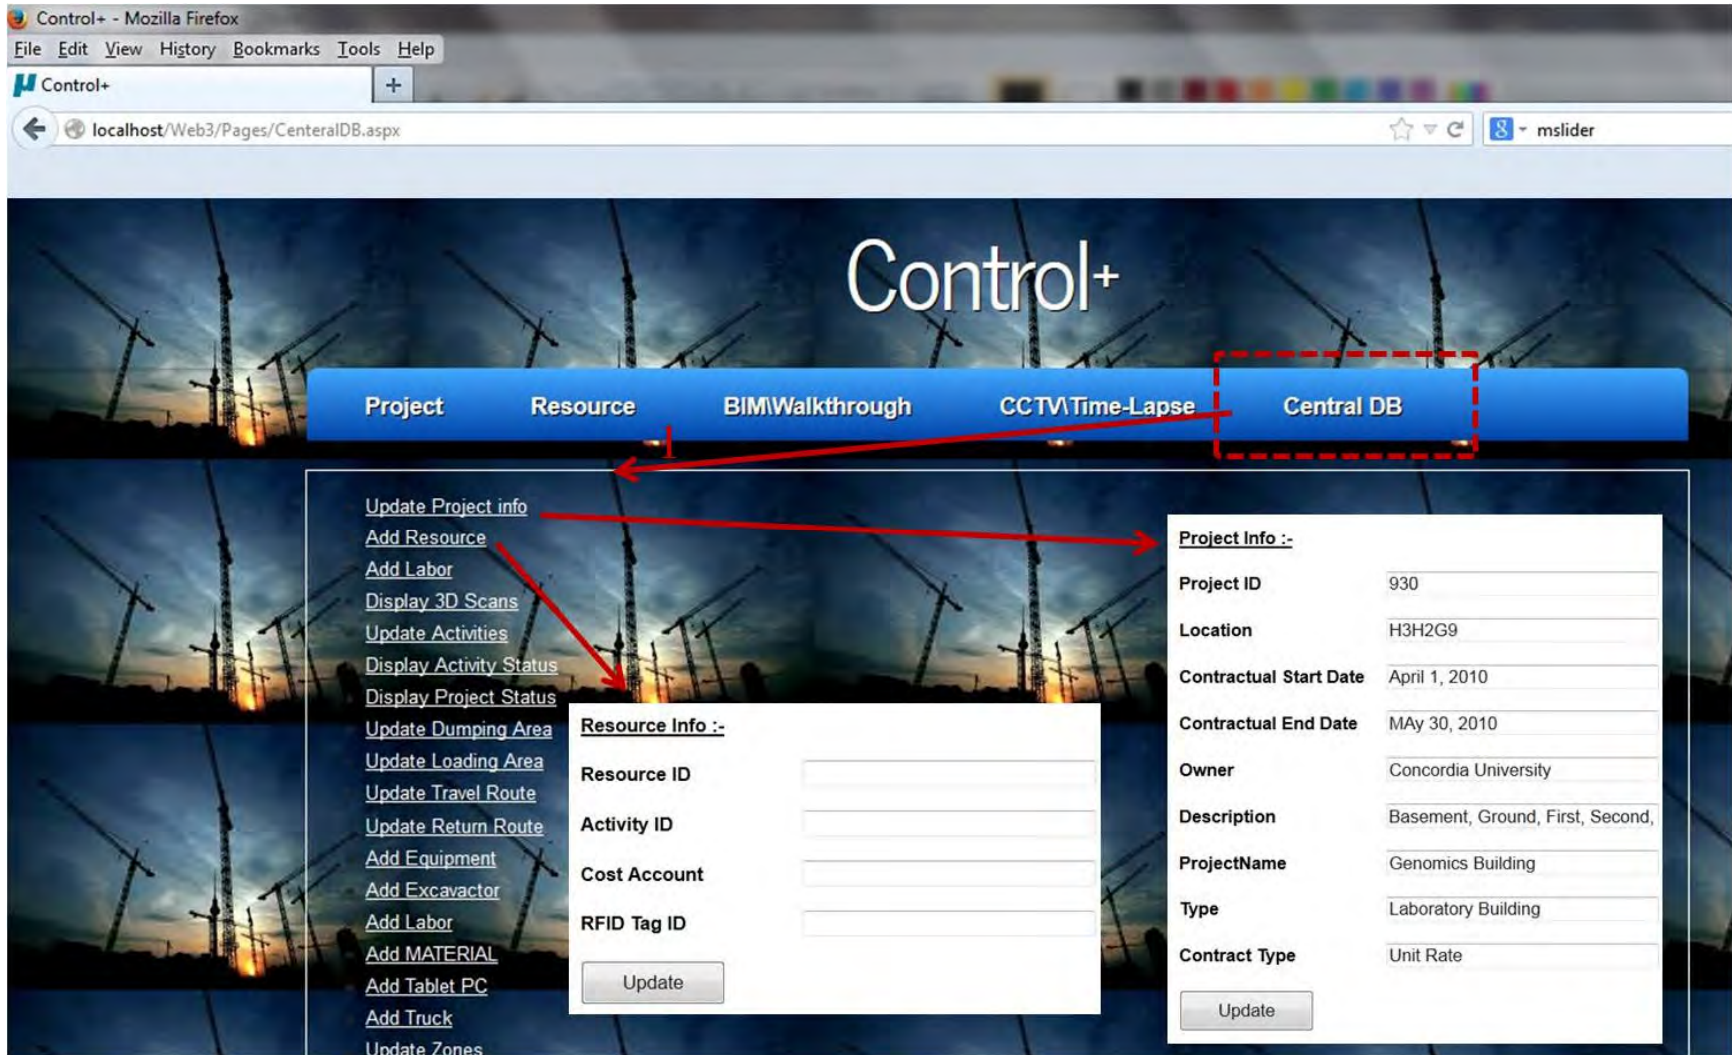 Control+ - Mozilla Firefox
File Edit View History Bookmarks Tools Help
Control+ +
localhost/Web3/Pages/CenteralDB.aspx 8 mslider
Control+
Project Resource BIM\Walkthrough CCTV\Time-Lapse Central DB
1
Update Project info
Add Resource
Add Labor
Display 3D Scans
Update Activities
Display Activity Status
Display Project Status
Update Dumping Area
Update Loading Area
Update Travel Route
Update Return Route
Add Equipment
Add Excavactor
Add Labor
Add MATERIAL
Add Tablet PC
Add Truck
Update Zones
Resource Info :-
Resource ID
Activity ID
Cost Account
RFID Tag ID
Update
Project Info :-
Project ID 930
Location H3H2G9
Contractual Start Date April 1, 2010
Contractual End Date MAy 30, 2010
Owner Concordia University
Description Basement, Ground, First, Second,
ProjectName Genomics Building
Type Laboratory Building
Contract Type Unit Rate
Update